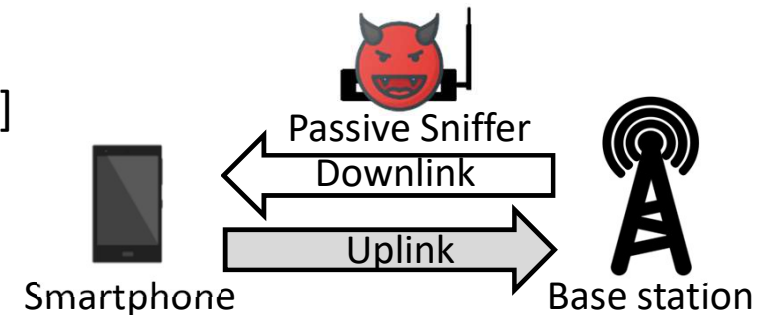 ]
Passive Sniffer
Downlink
Uplink
Smartphone
Base station